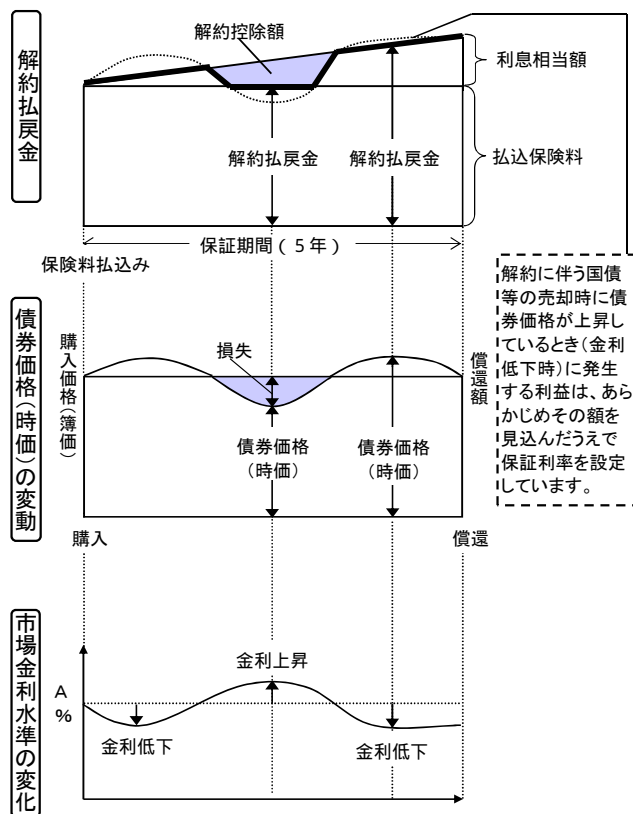 解約払戻金
解約控除額
利息相当額
解約払戻金
解約払戻金
払込保険料
保証期間(5年)
保険料払込み
解約に伴う国債
等の売却時に債
券価格が上昇し
ているとき(金利
低下時)に発生
する利益は、あら
かじめその額を
見込んだうえで
保証利率を設定
しています。
債券価格(時価)の変動
購入価格(簿価)
損失
償還額
債券価格
(時価)
債券価格
(時価)
購入
償還
市場金利水準の変化
A
%
金利上昇
金利低下
金利低下